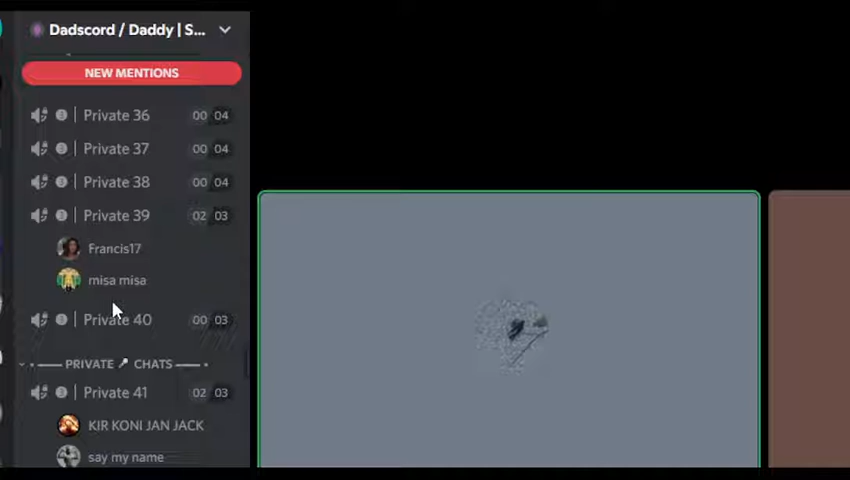 Dadscord / Daddy | S...
NEW MENTIONS
| Private 36 00 04
| Private 37 00 04
| Private 38 00 04
| Private 39 02 03
Francis17
misa misa
| Private 40 00 03
PRIVATE 🎤 CHATS
| Private 41 02 03
KIR KONI JAN JACK
say my name